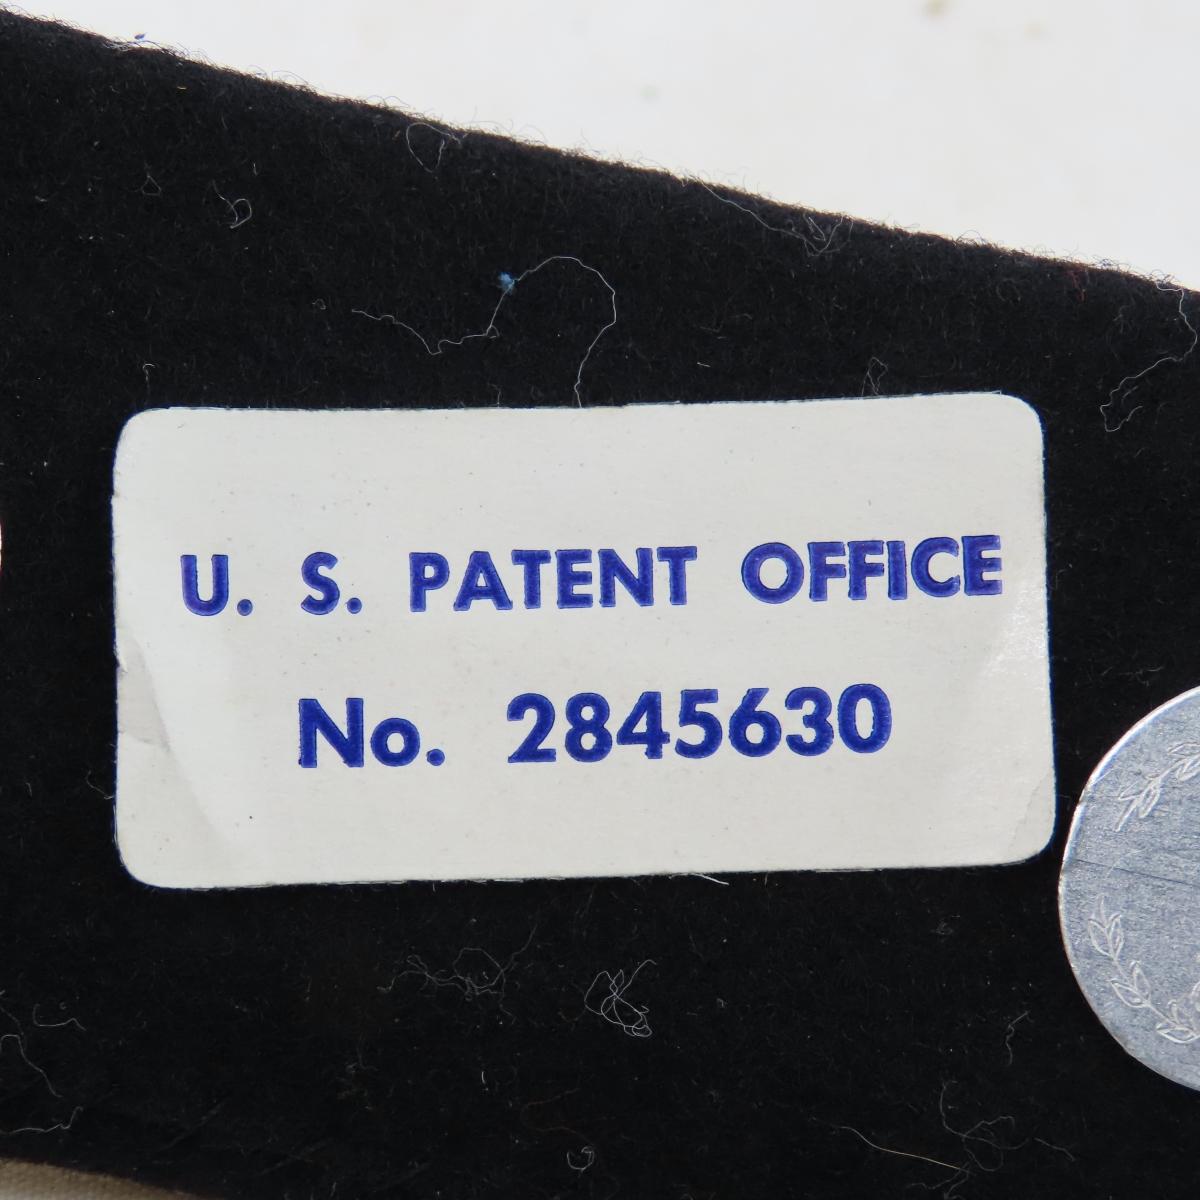 U. S. PATENT OFFICE
No. 2845630